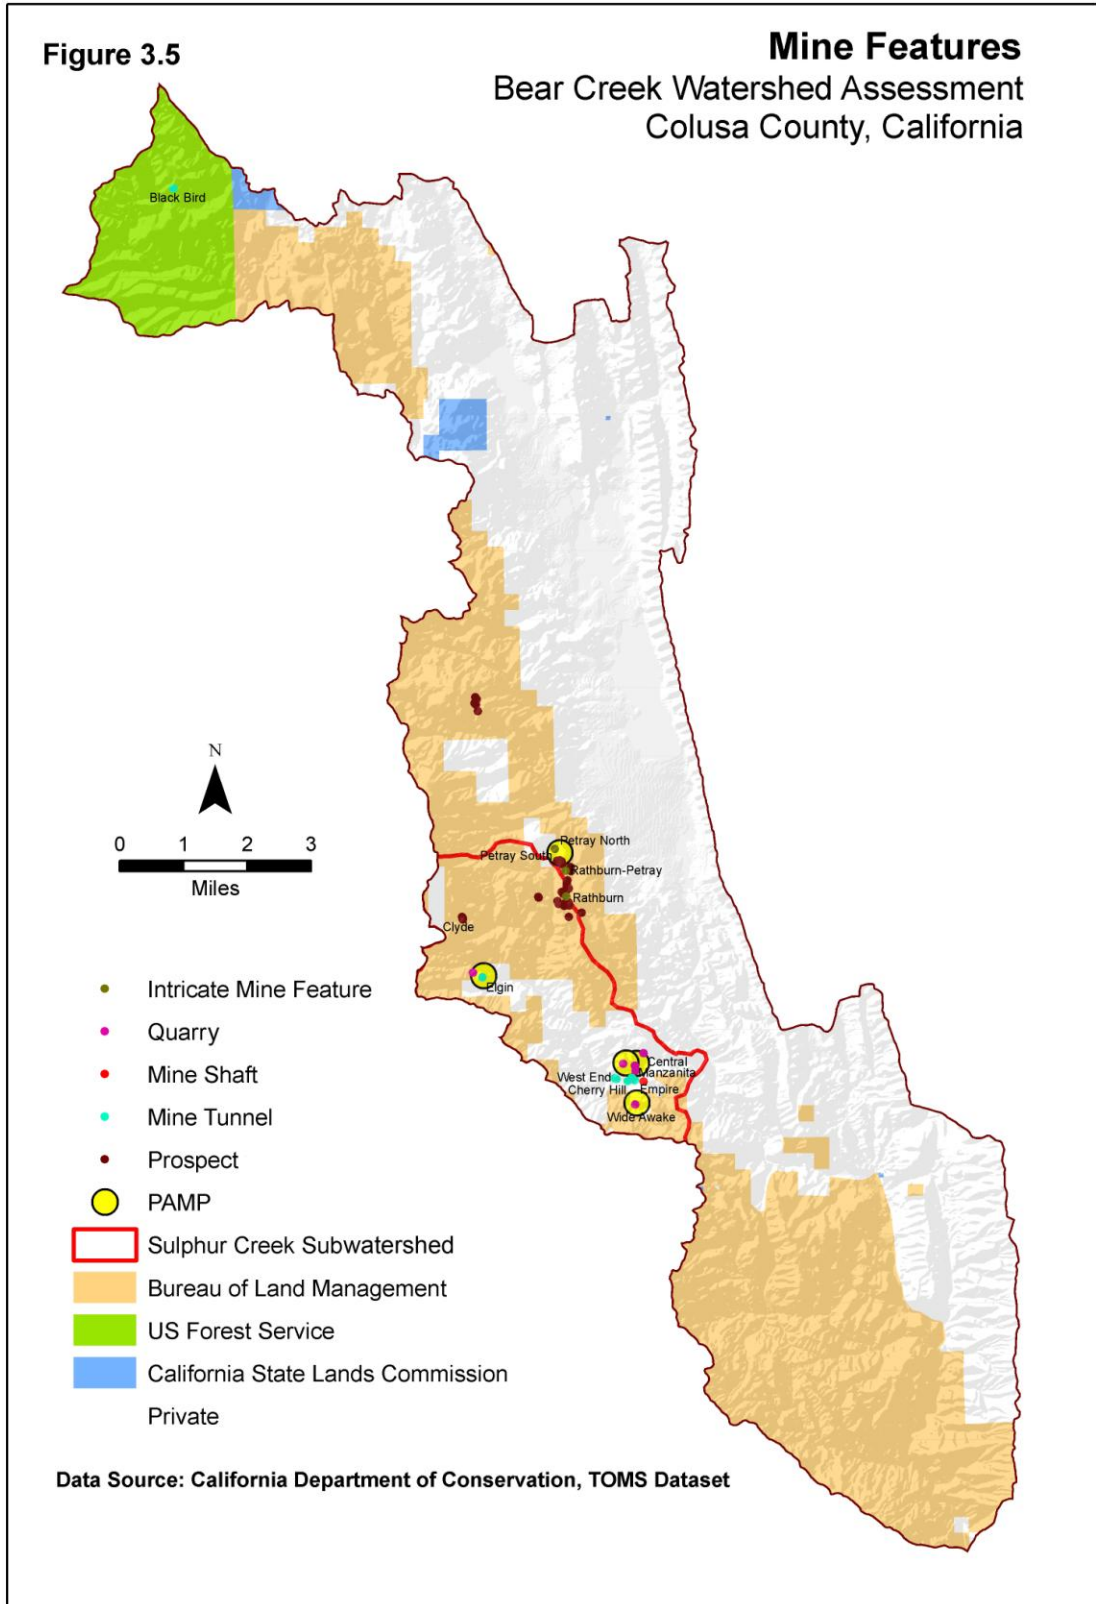 Figure 3.5
Mine Features
Bear Creek Watershed Assessment
Colusa County, California
Black Bird
N
0 1 2 3
Miles
Petray North
Petray South
Rathburn-Petray
Rathburn
Clyde
Elgin
Central
Manzanita
West End
Cherry Hill
Empire
Wide Awake
Intricate Mine Feature
Quarry
Mine Shaft
Mine Tunnel
Prospect
PAMP
Sulphur Creek Subwatershed
Bureau of Land Management
US Forest Service
California State Lands Commission
Private
Data Source: California Department of Conservation, TOMS Dataset